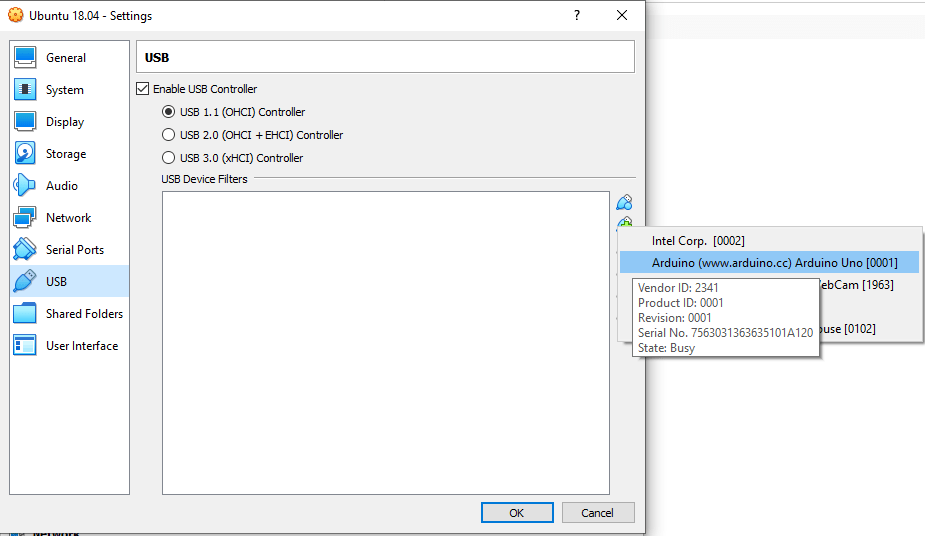 Ubuntu 18.04 - Settings
?
General
System
Display
Storage
Audio
Network
Serial Ports
USB
Shared Folders
User Interface
USB
Enable USB Controller
USB 1.1 (OHCI) Controller
USB 2.0 (OHCI + EHCI) Controller
USB 3.0 (xHCI) Controller
USB Device Filters
Intel Corp. [0002]
Arduino (www.arduino.cc) Arduino Uno [0001]
ebCam [1963]
ouse [0102]
Vendor ID: 2341
Product ID: 0001
Revision: 0001
Serial No. 7563031363635101A120
State: Busy
OK
Cancel
Network